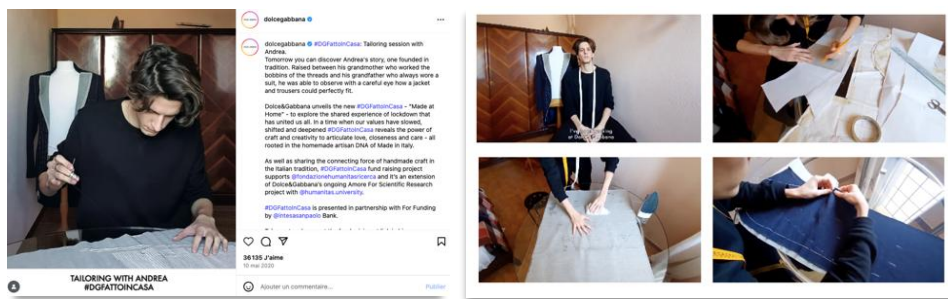 dolcegabbana
dolcegabbana #DGFattoInCasa: Tailoring session with
Andrea.
Tomorrow you can discover Andrea's story, one founded in
tradition. Raised between his grandmother who worked the
bobbins of the threads and his grandfather who always wore a
suit, he was able to observe with a careful eye how a jacket
and trousers could perfectly fit.
Dolce&Gabbana unveils the new #DGFattoInCasa - "Made at
Home" - to explore the shared experience of lockdown that
has united us all. In a time when our values have slowed,
shifted and deepened #DGFattoInCasa reveals the power of
craft and creativity to articulate love, closeness and care - all
rooted in the homemade artisan DNA of Made in Italy.
As well as sharing the connecting force of handmade craft in
the Italian tradition, #DGFattoInCasa fund raising project
supports @fondazionehumanitasricerca and it's an extension
of Dolce&Gabbana's ongoing Amore For Scientific Research
project with @humanitas.university.
#DGFattoInCasa is presented in partnership with For Funding
by @intesasanpaolo Bank.
36 135 J'aime
10 mai 2020
Ajouter un commentaire...
Publier
TAILORING WITH ANDREA
#DGFATTOINCASA